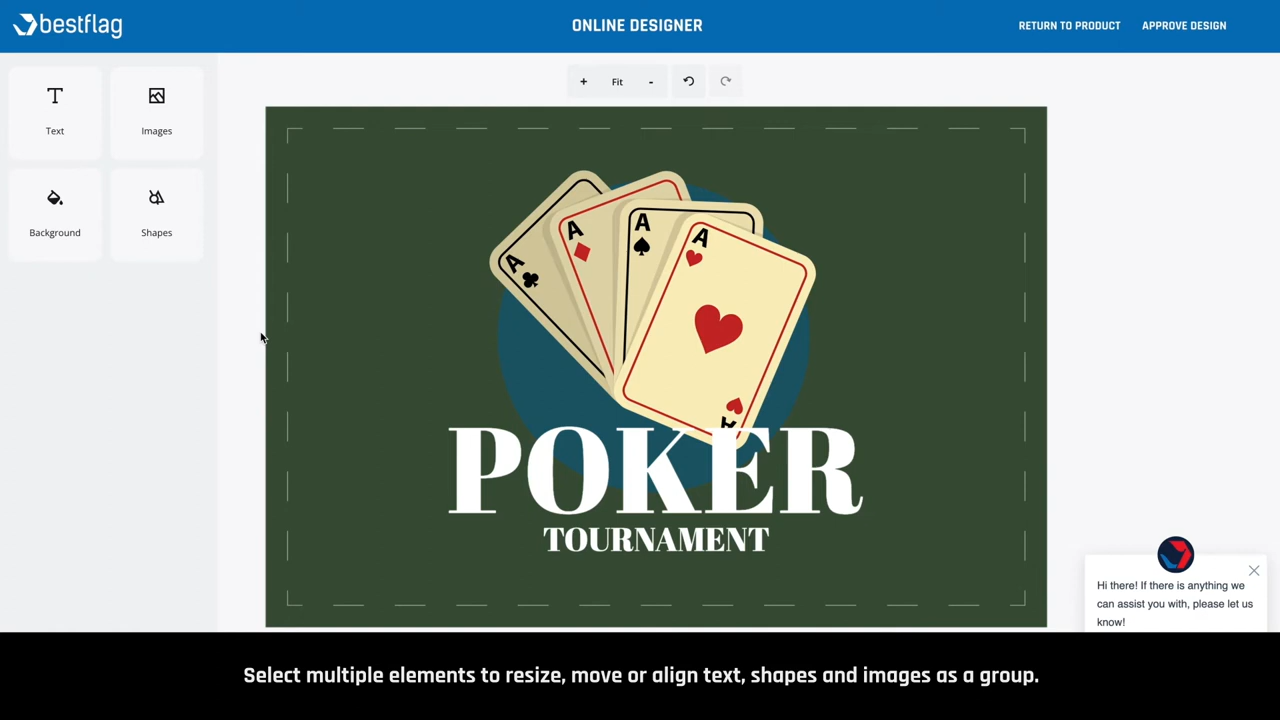 bestflag
ONLINE DESIGNER
RETURN TO PRODUCT
APPROVE DESIGN
+ Fit -
Text
Images
Background
Shapes
A
A
A
A
A
POKER
TOURNAMENT
Hi there! If there is anything we
can assist you with, please let us
know!
Select multiple elements to resize, move or align text, shapes and images as a group.